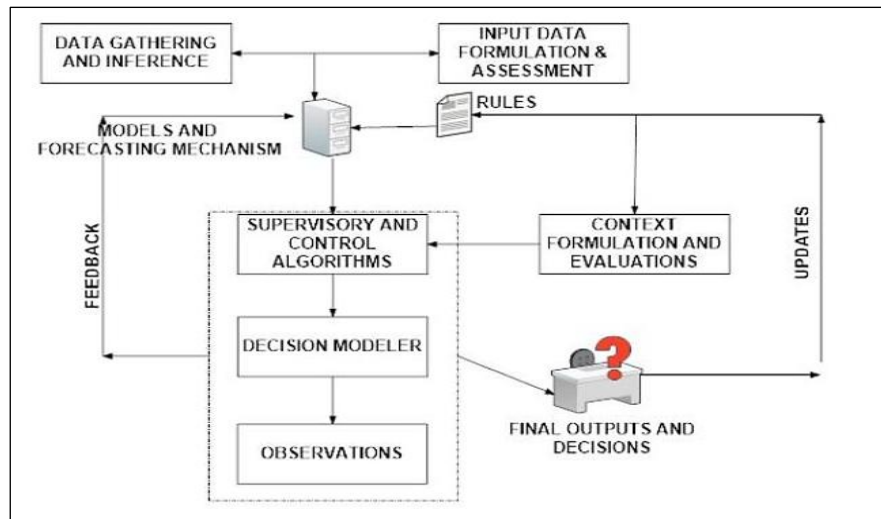 DATA GATHERING
AND INFERENCE
INPUT DATA
FORMULATION &
ASSESSMENT
RULES
MODELS AND
FORECASTING MECHANISM
SUPERVISORY AND
CONTROL
ALGORITHMS
CONTEXT
FORMULATION AND
EVALUATIONS
FEEDBACK
UPDATES
DECISION MODELER
?
FINAL OUTPUTS AND
DECISIONS
OBSERVATIONS